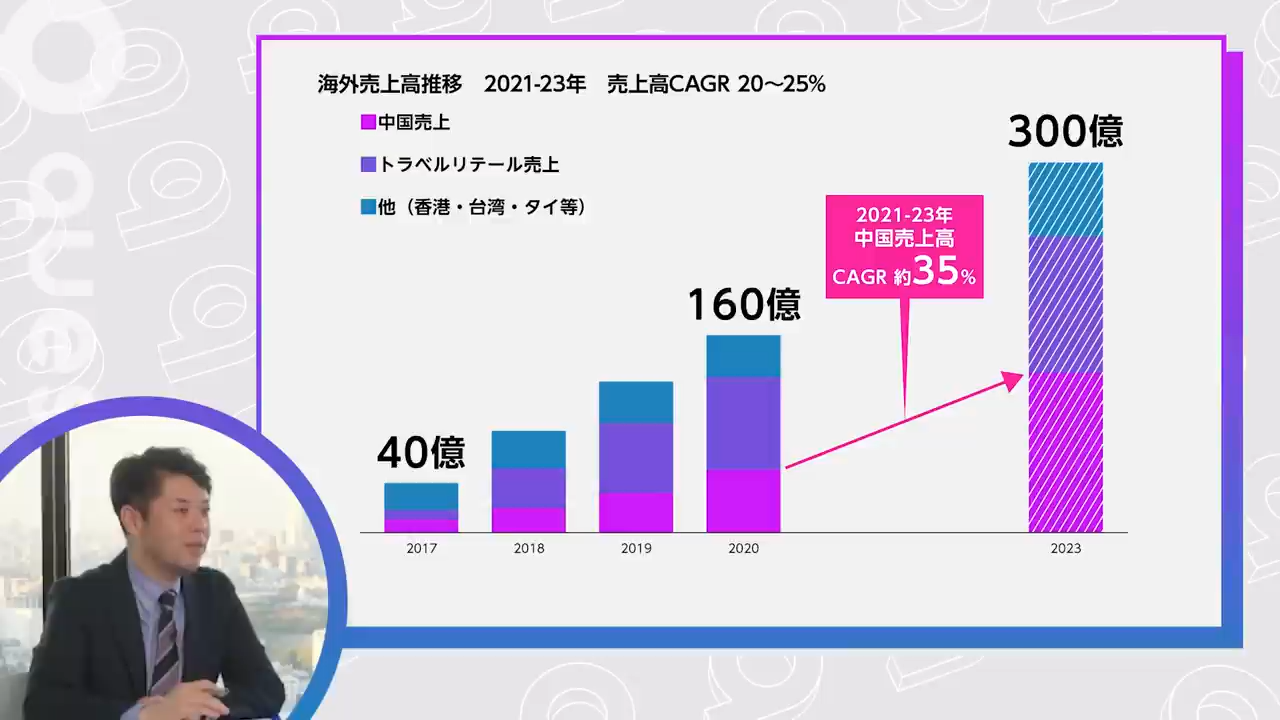 海外売上高推移　2021-23年　売上高CAGR 20～25%
中国売上
トラベルリテール売上
他（香港・台湾・タイ等）
40億
160億
300億
2021-23年
中国売上高
CAGR 約35%
2017
2018
2019
2020
2023